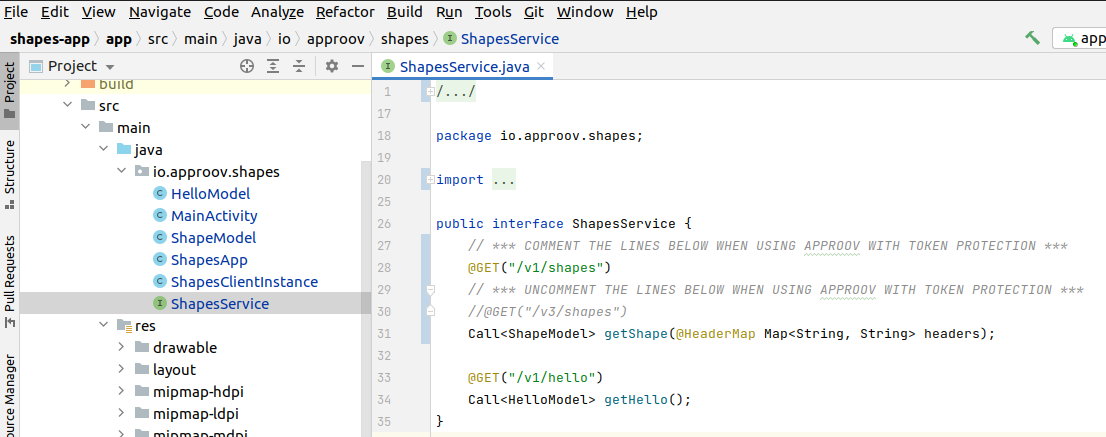 File Edit View Navigate Code Analyze Refactor Build Run Tools Git Window Help
shapes-app app src main java io approov shapes ShapesService app
Project
ShapesService.java
Project
Structure
Pull Requests
build
src
main
java
io.approov.shapes
HelloModel
MainActivity
ShapeModel
ShapesApp
ShapesClientInstance
ShapesService
res
drawable
layout
mipmap-hdpi
mipmap-ldpi
mipmap-mdpi
1 /.../
17
18 package io.approov.shapes;
19
20 import ...
25
26 public interface ShapesService {
27 // *** COMMENT THE LINES BELOW WHEN USING APPROOV WITH TOKEN PROTECTION ***
28 @GET("/v1/shapes")
29 // *** UNCOMMENT THE LINES BELOW WHEN USING APPROOV WITH TOKEN PROTECTION ***
30 //@GET("/v3/shapes")
31 Call<ShapeModel> getShape(@HeaderMap Map<String, String> headers);
32
33 @GET("/v1/hello")
34 Call<HelloModel> getHello();
35 }